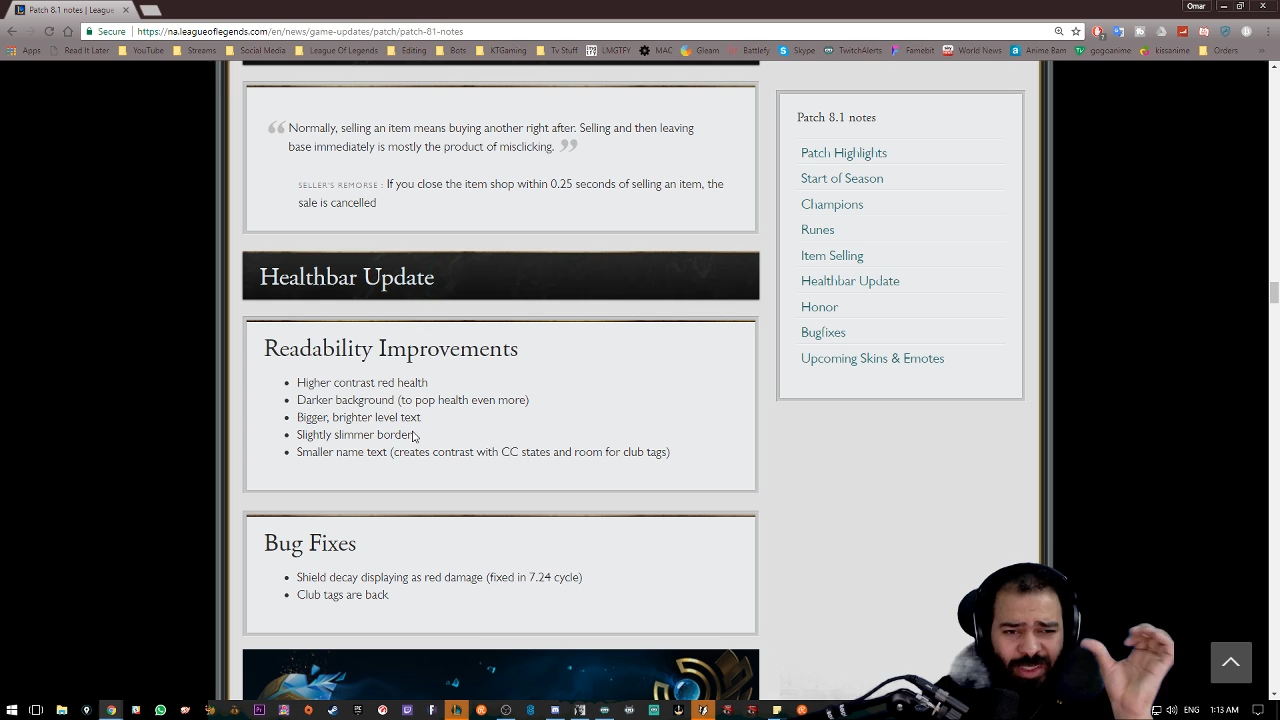 Patch 8.1 notes | League
Omar
Secure
https://na.leagueoflegends.com/en/news/game-updates/patch/patch-81-notes
Apps Read It Later YouTube Streams Social Media League Of Legends Editing Bots KTGaming Tv Stuff LMGTFY MAC Gleam Battlefy Skype TwitchAlerts Famebit World News Anime Bam gogoanime kissanime Orders
“ Normally, selling an item means buying another right after. Selling and then leaving
base immediately is mostly the product of misclicking. ”
SELLER'S REMORSE : If you close the item shop within 0.25 seconds of selling an item, the
sale is cancelled
Healthbar Update
Readability Improvements
• Higher contrast red health
• Darker background (to pop health even more)
• Bigger, brighter level text
• Slightly slimmer border
• Smaller name text (creates contrast with CC states and room for club tags)
Bug Fixes
• Shield decay displaying as red damage (fixed in 7.24 cycle)
• Club tags are back
Patch 8.1 notes
Patch Highlights
Start of Season
Champions
Runes
Item Selling
Healthbar Update
Honor
Bugfixes
Upcoming Skins & Emotes
ENG 1:13 AM